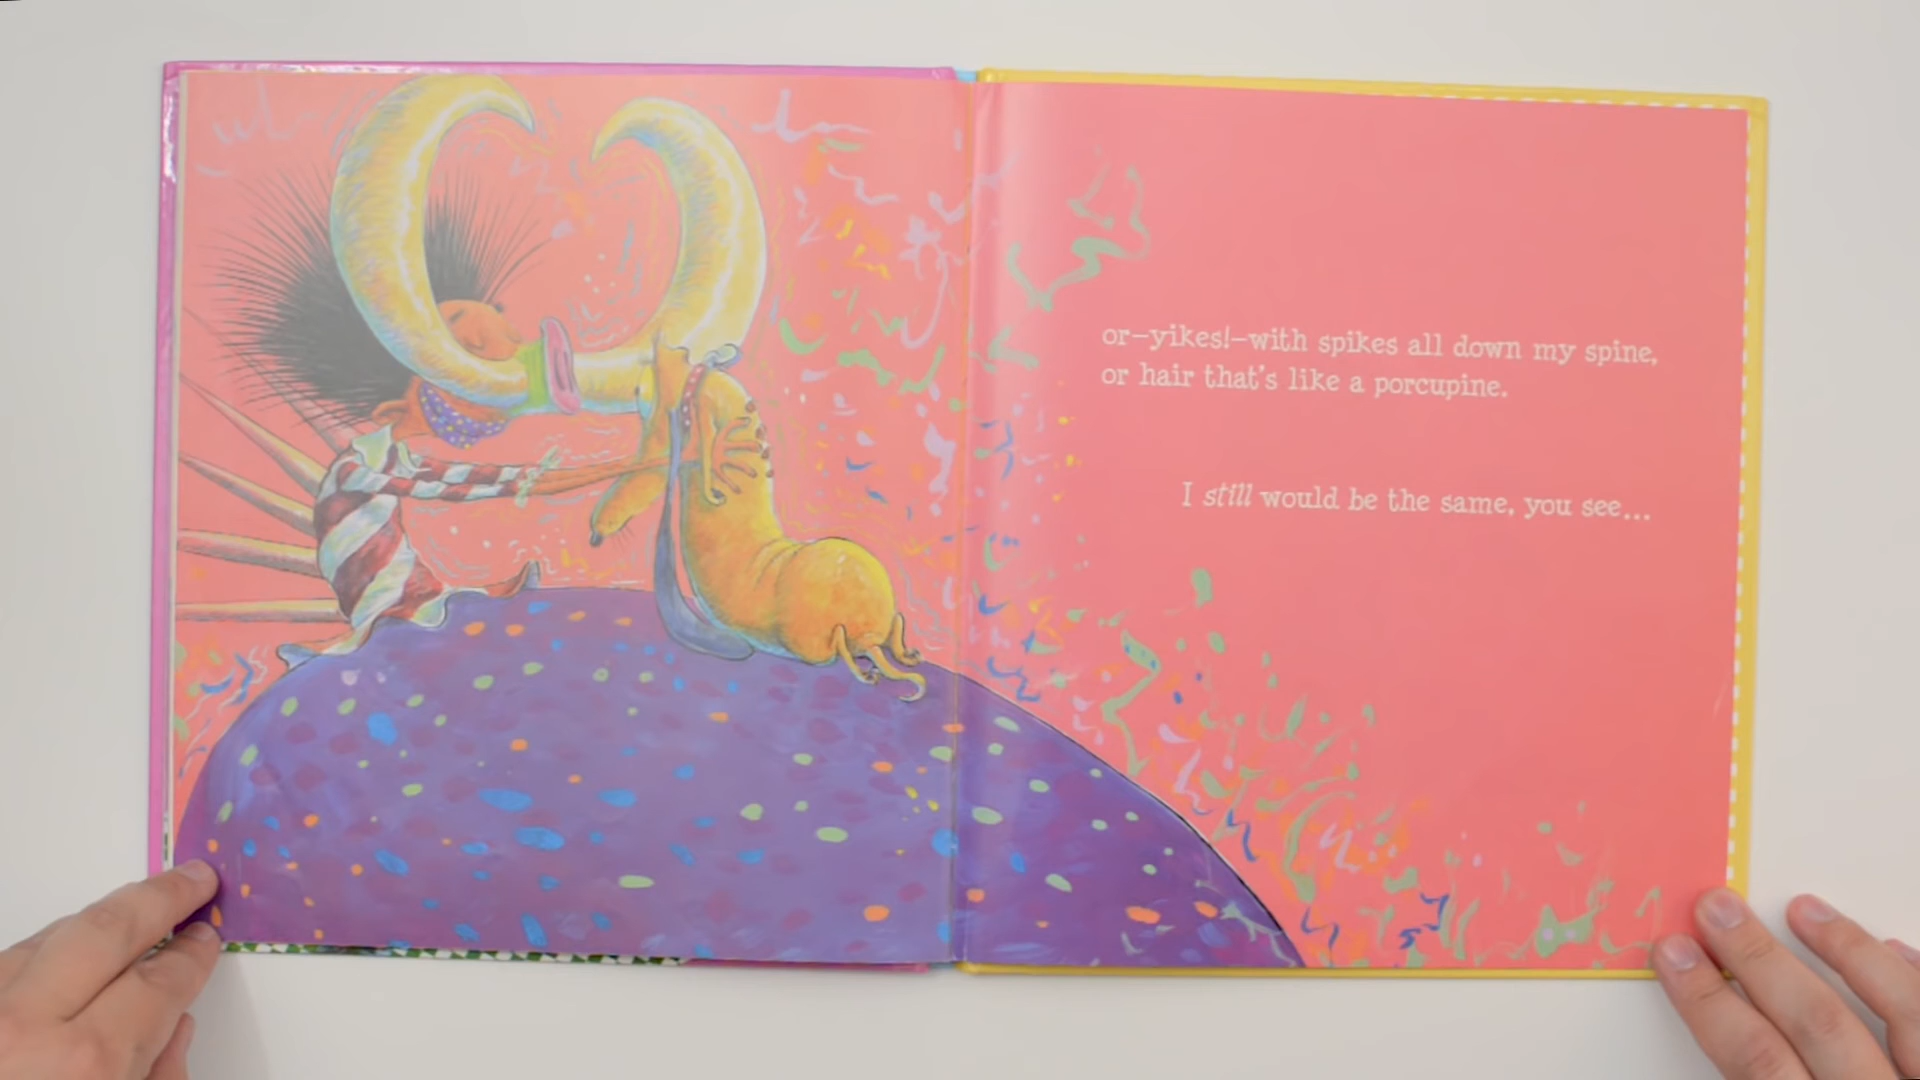 or—yikes!—with spikes all down my spine,
or hair that's like a porcupine.
I still would be the same, you see...